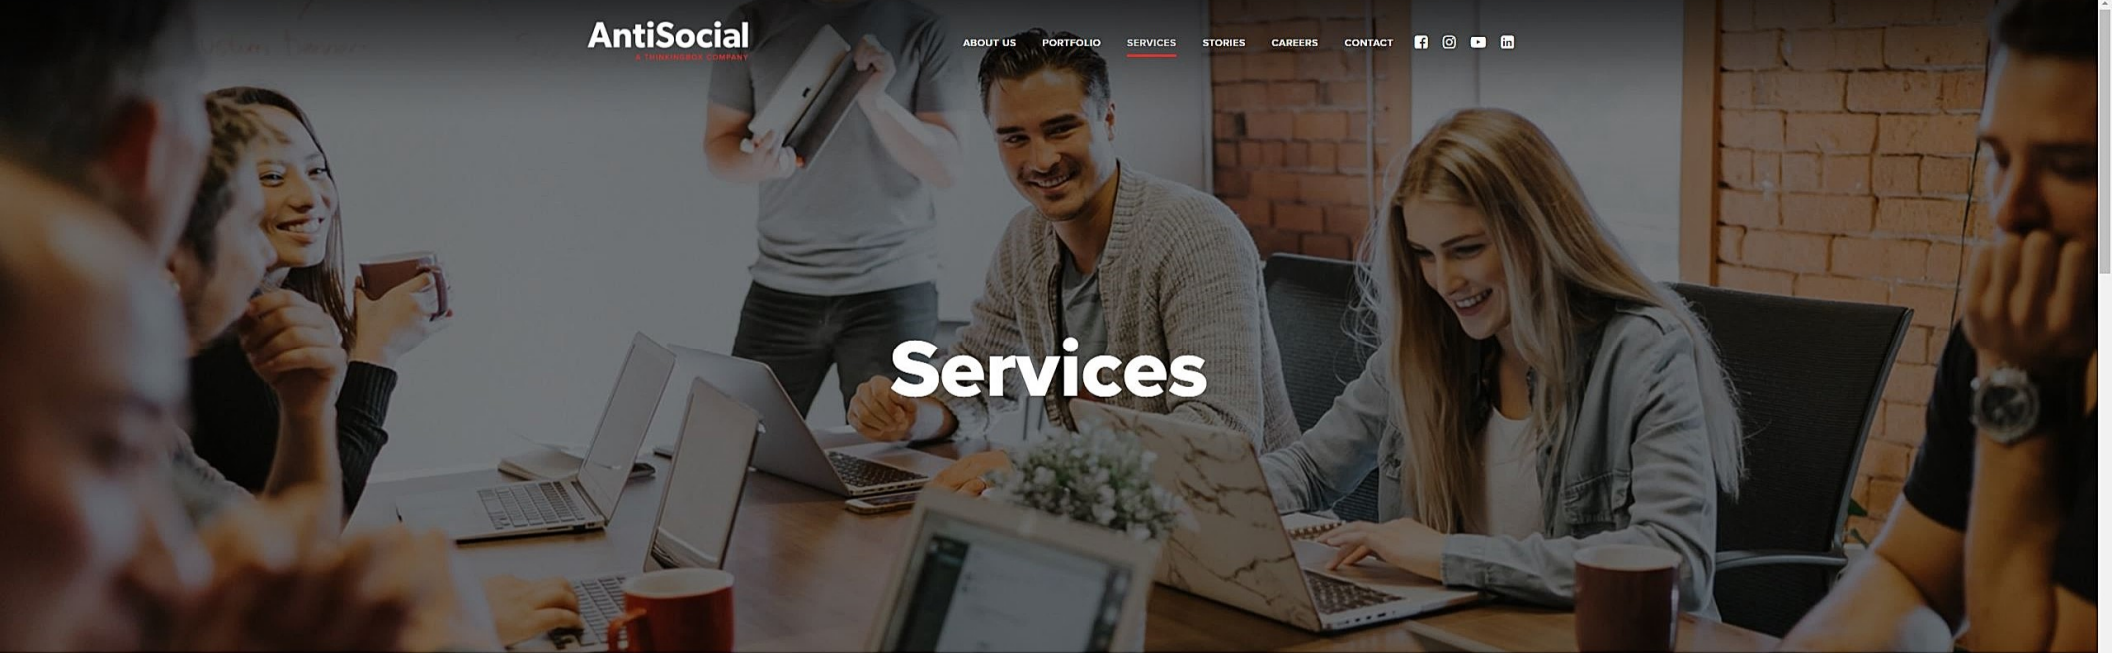 AntiSocial
A THINKINGBOX COMPANY
ABOUT US PORTFOLIO SERVICES STORIES CAREERS CONTACT
Services